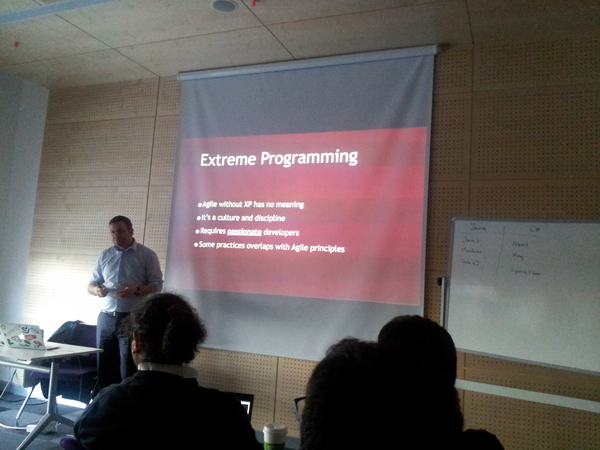 Extreme Programming
Agile without XP has no meaning
It's a culture and discipline
Requires passionate developers
Some practices overlaps with Agile principles
Java
C#